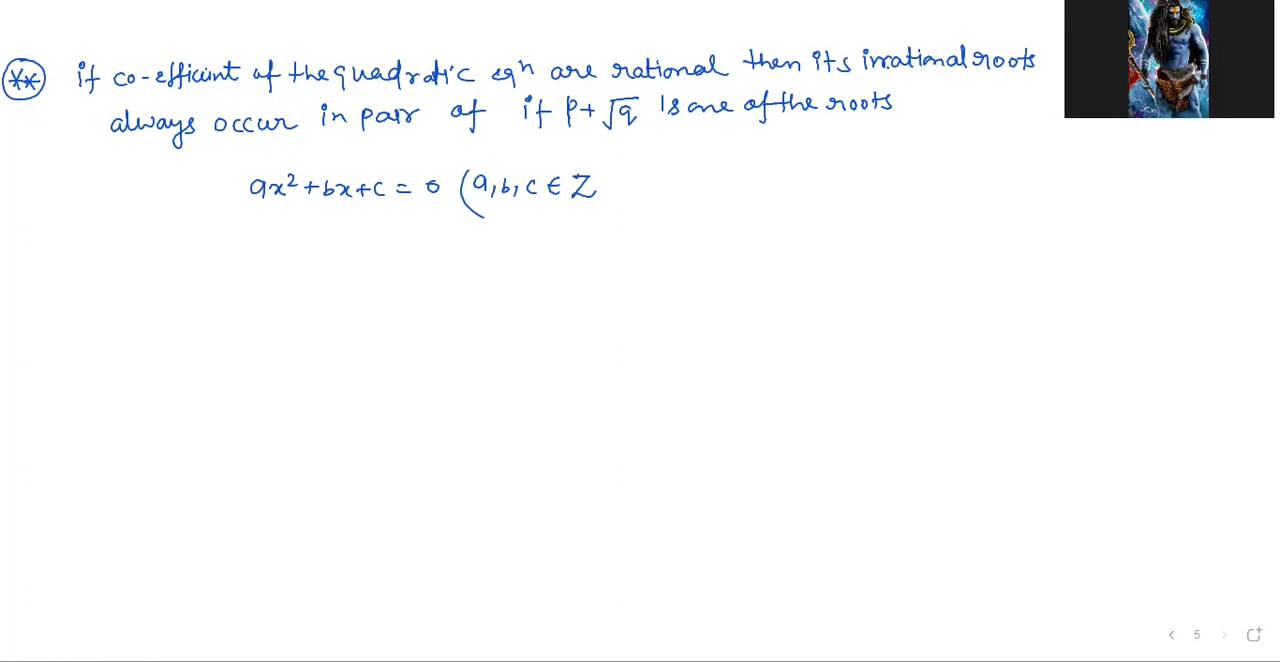 ** if co-efficint of the quadratic eqn are rational then its irrational roots
always occur in pair of if p+√q is one of the roots
ax²+bx+c = 0 (a,b,c ∈ Z
5